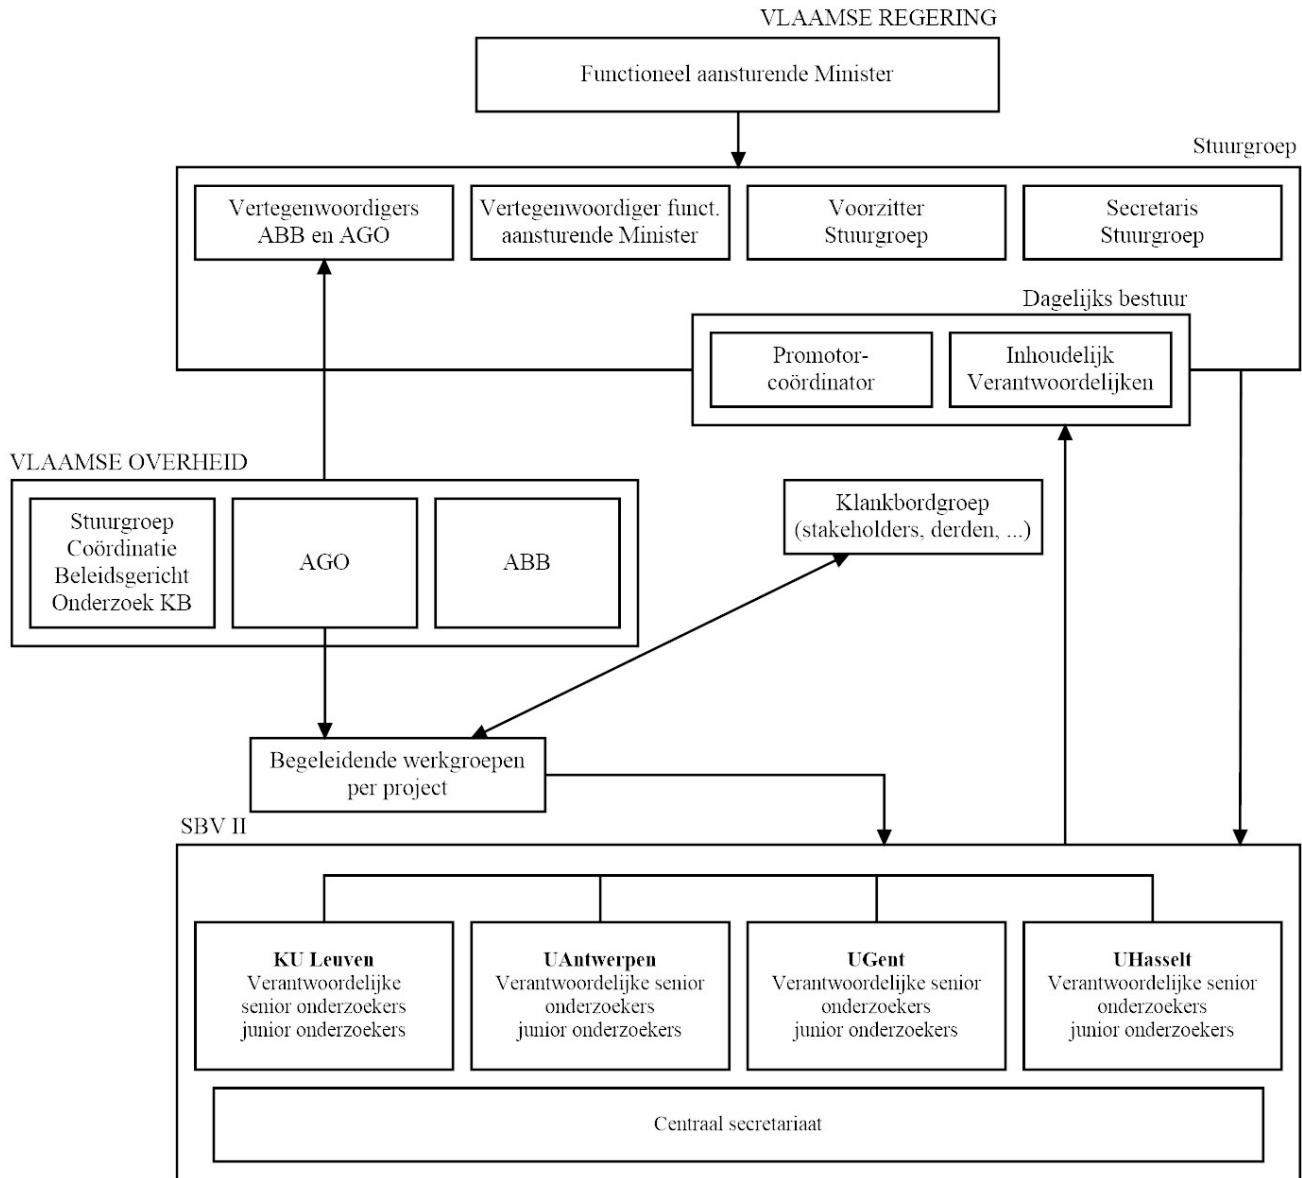 VLAAMSE REGERING
Functioneel aansturende Minister
Stuurgroep
Vertegenwoordigers
ABB en AGO
Vertegenwoordiger funct.
aansturende Minister
Voorzitter
Stuurgroep
Secretaris
Stuurgroep
Dagelijks bestuur
Promotor-
coördinator
Inhoudelijk
Verantwoordelijken
VLAAMSE OVERHEID
Stuurgroep
Coördinatie
Beleidsgericht
Onderzoek KB
AGO
ABB
Klankbordgroep
(stakeholders, derden, ...)
Begeleidende werkgroepen
per project
SBV II
KU Leuven
Verantwoordelijke
senior onderzoekers
junior onderzoekers
UAntwerpen
Verantwoordelijke senior
onderzoekers
junior onderzoekers
UGent
Verantwoordelijke senior
onderzoekers
junior onderzoekers
UHasselt
Verantwoordelijke senior
onderzoekers
junior onderzoekers
Centraal secretariaat